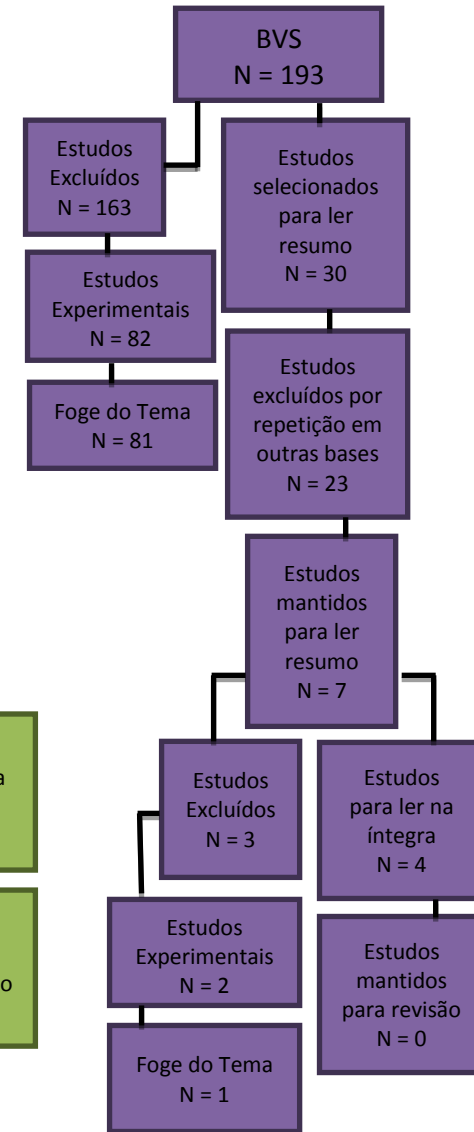 BVS
N = 193
Estudos
Excluídos
N = 163
Estudos
Experimentais
N = 82
Foge do Tema
N = 81
Estudos
selecionados
para ler
resumo
N = 30
Estudos
excluídos por
repetição em
outras bases
N = 23
Estudos
mantidos
para ler
resumo
N = 7
Estudos
Excluídos
N = 3
Estudos
Experimentais
N = 2
Foge do Tema
N = 1
Estudos
para ler na
íntegra
N = 4
Estudos
mantidos
para revisão
N = 0